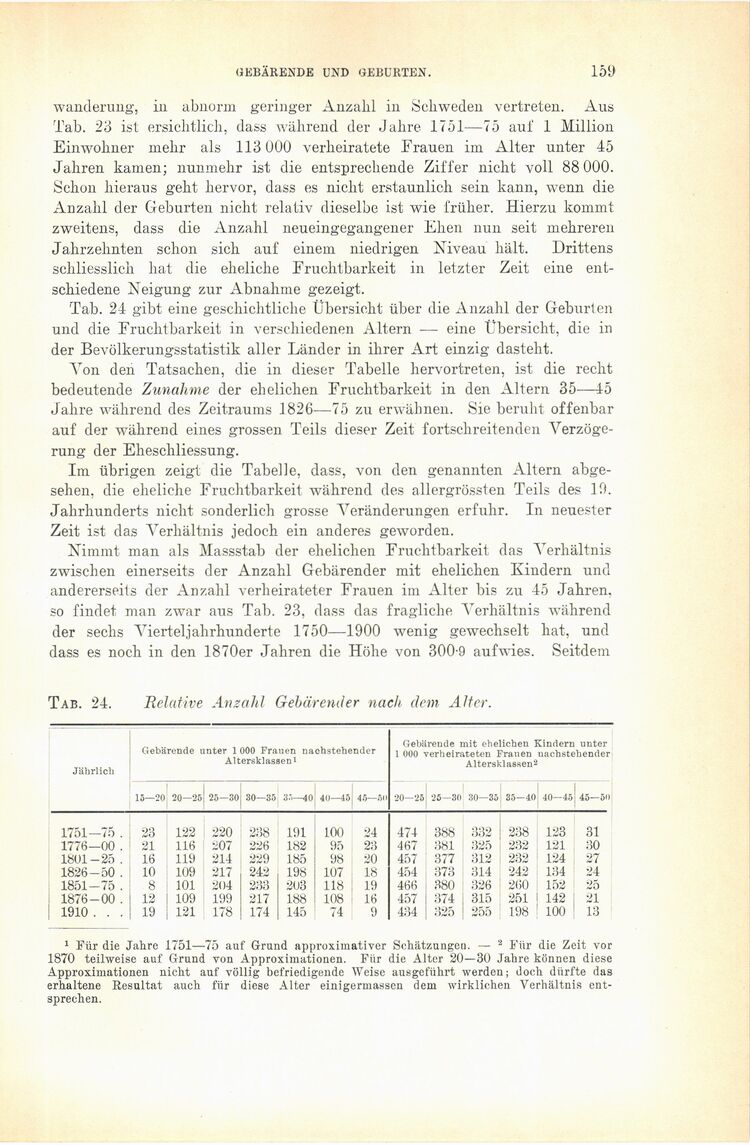 GEBÄRENDE UND GEBURTEN. 159
wanderung, in abnorm geringer Anzahl in Schweden vertreten. Aus
Tab. 23 ist ersichtlich, dass während der Jahre 1751—75 auf 1 Million
Einwohner mehr als 113 000 verheiratete Frauen im Alter unter 45
Jahren kamen; nunmehr ist die entsprechende Ziffer nicht voll 88 000.
Schon hieraus geht hervor, dass es nicht erstaunlich sein kann, wenn die
Anzahl der Geburten nicht relativ dieselbe ist wie früher. Hierzu kommt
zweitens, dass die Anzahl neueingegangener Ehen nun seit mehreren
Jahrzehnten schon sich auf einem niedrigen Niveau hält. Drittens
schliesslich hat die eheliche Fruchtbarkeit in letzter Zeit eine ent-
schiedene Neigung zur Abnahme gezeigt.
Tab. 24 gibt eine geschichtliche Übersicht über die Anzahl der Geburten
und die Fruchtbarkeit in verschiedenen Altern — eine Übersicht, die in
der Bevölkerungsstatistik aller Länder in ihrer Art einzig dasteht.
Von den Tatsachen, die in dieser Tabelle hervortreten, ist die recht
bedeutende Zunahme der ehelichen Fruchtbarkeit in den Altern 35—45
Jahre während des Zeitraums 1826—75 zu erwähnen. Sie beruht offenbar
auf der während eines grossen Teils dieser Zeit fortschreitenden Verzöge-
rung der Eheschliessung.
Im übrigen zeigt die Tabelle, dass, von den genannten Altern abge-
sehen, die eheliche Fruchtbarkeit während des allergrössten Teils des 19.
Jahrhunderts nicht sonderlich grosse Veränderungen erfuhr. In neuester
Zeit ist das Verhältnis jedoch ein anderes geworden.
Nimmt man als Massstab der ehelichen Fruchtbarkeit das Verhältnis
zwischen einerseits der Anzahl Gebärender mit ehelichen Kindern und
andererseits der Anzahl verheirateter Frauen im Alter bis zu 45 Jahren,
so findet man zwar aus Tab. 23, dass das fragliche Verhältnis während
der sechs Vierteljahrhunderte 1750—1900 wenig gewechselt hat, und
dass es noch in den 1870er Jahren die Höhe von 300·9 aufwies. Seitdem
TAB. 24. Relative Anzahl Gebärender nach dem Alter.
Jährlich
Gebärende unter 1 000 Frauen nachstehender
Altersklassen¹
Gebärende mit ehelichen Kindern unter
1 000 verheirateten Frauen nachstehender
Altersklassen²
15—20 20—25 25—30 30—35 35—40 40—45 45—50 20—25 25—30 30—35 35—40 40—45 45—50
1751—75 . 23 122 220 238 191 100 24 474 388 332 238 123 31
1776—00 . 21 116 207 226 182 95 23 467 381 325 232 121 30
1801—25 . 16 119 214 229 185 98 20 457 377 312 232 124 27
1826—50 . 10 109 217 242 198 107 18 454 373 314 242 134 24
1851—75 . 8 101 204 233 203 118 19 466 380 326 260 152 25
1876—00 . 12 109 199 217 188 108 16 457 374 315 251 142 21
1910 . . . 19 121 178 174 145 74 9 434 325 255 198 100 13
¹ Für die Jahre 1751—75 auf Grund approximativer Schätzungen. — ² Für die Zeit vor
1870 teilweise auf Grund von Approximationen. Für die Alter 20—30 Jahre können diese
Approximationen nicht auf völlig befriedigende Weise ausgeführt werden; doch dürfte das
erhaltene Resultat auch für diese Alter einigermassen dem wirklichen Verhältnis ent-
sprechen.